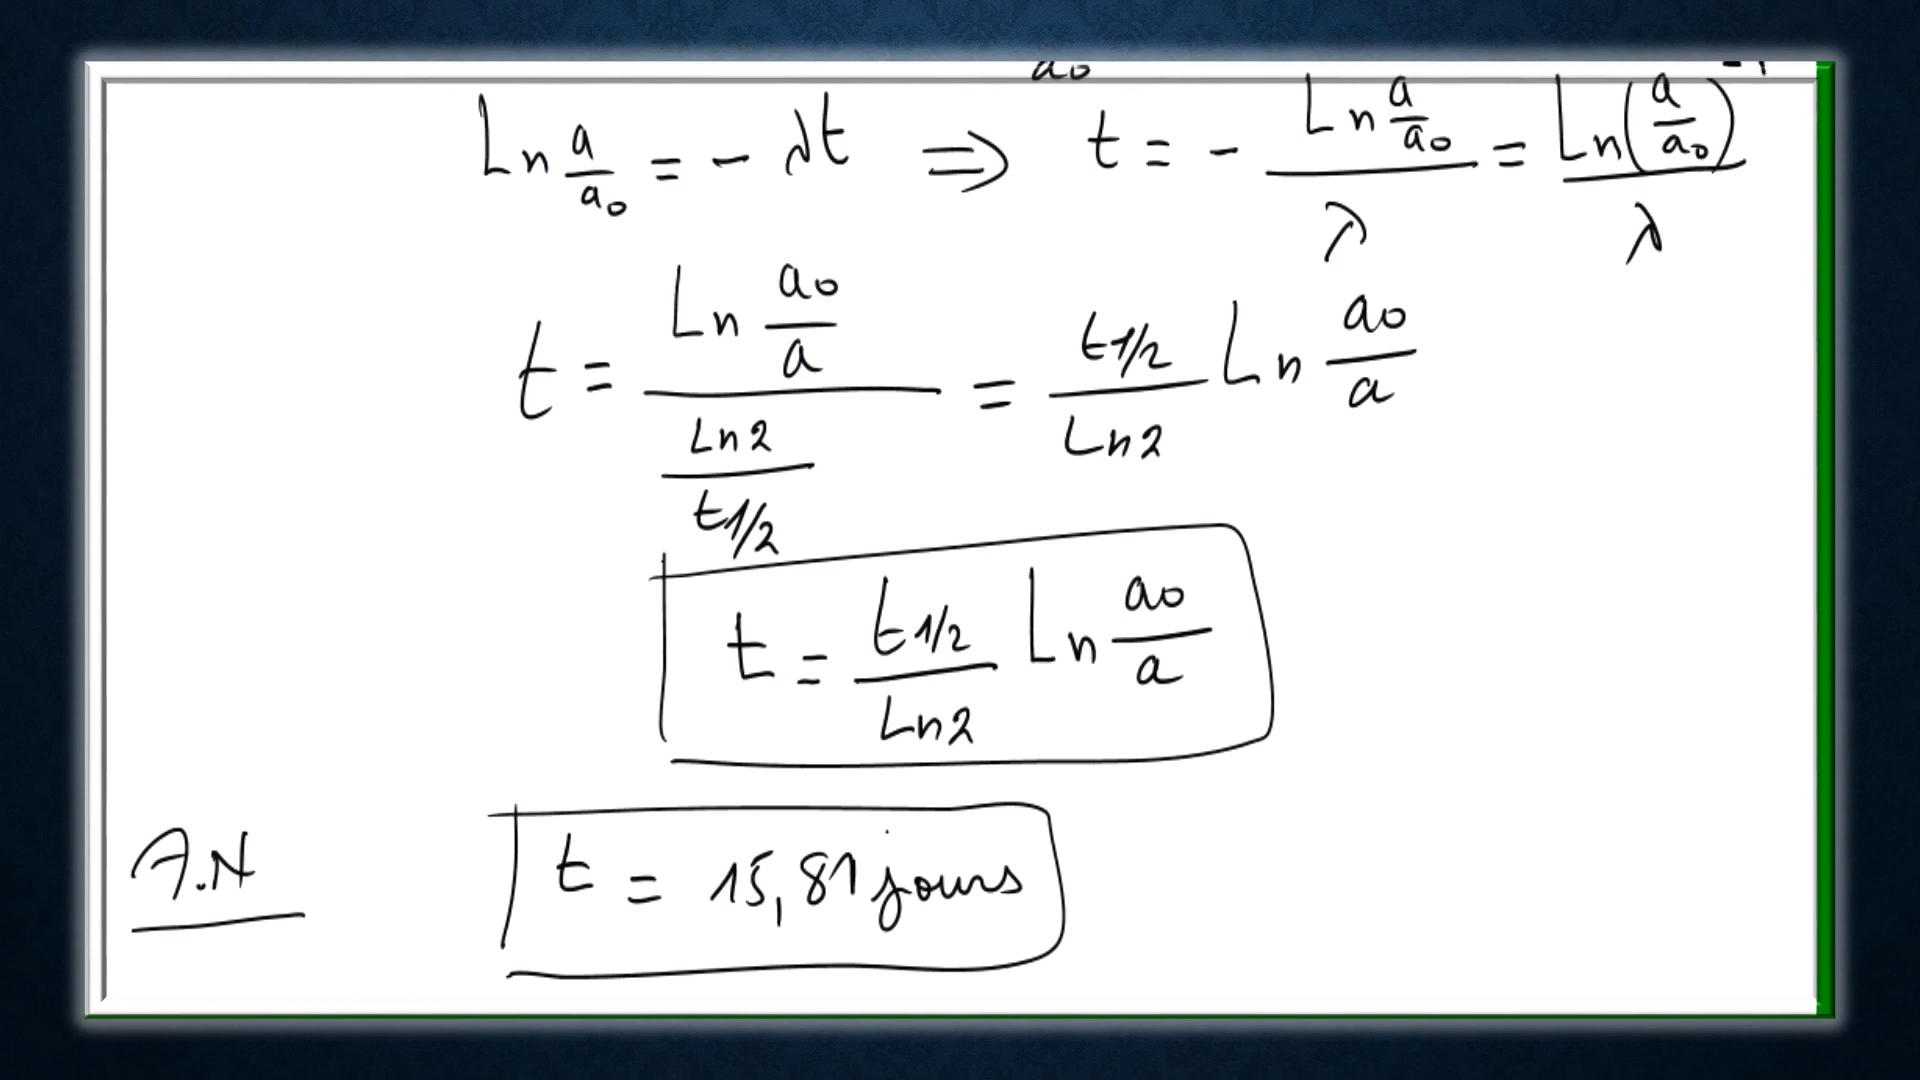 a₀
Ln a/a₀ = - λt ⇒ t = - (Ln a/a₀)/λ = Ln(a/a₀)⁻¹/λ
t = (Ln a₀/a)/(Ln2/t1/2) = t1/2/Ln2 Ln a₀/a
t = t1/2/Ln2 Ln a₀/a
A.N t = 15,81 jours